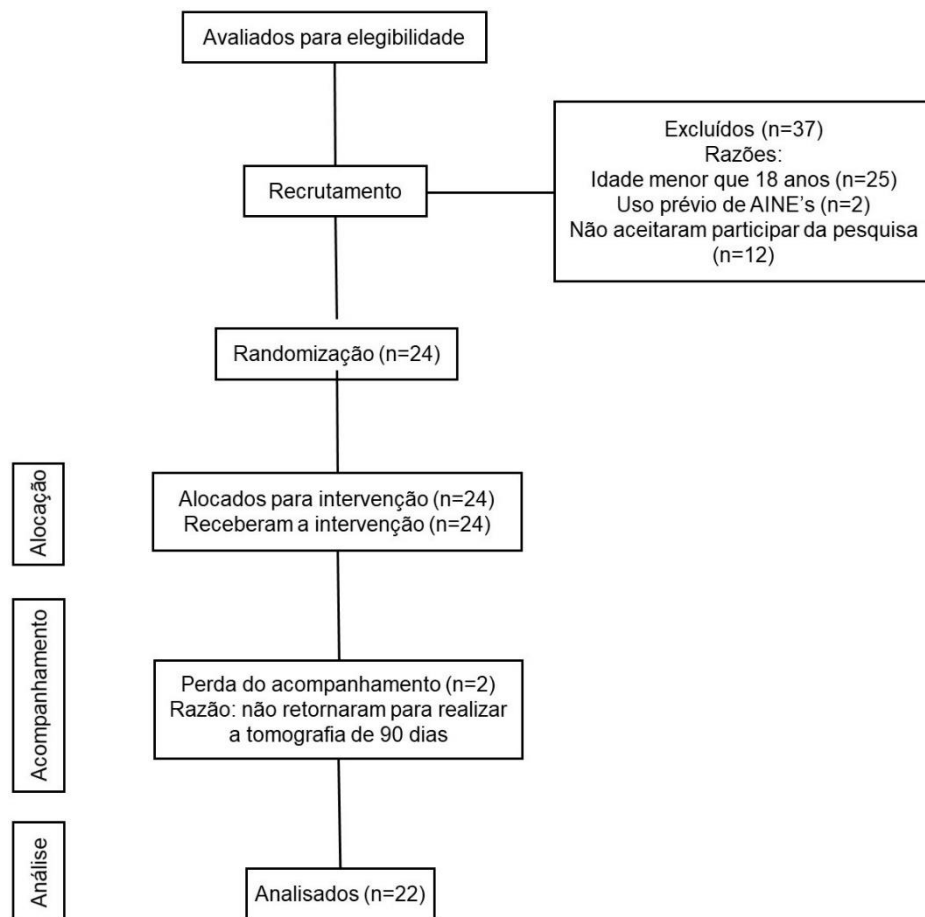 Avaliados para elegibilidade
Excluídos (n=37)
Razões:
Idade menor que 18 anos (n=25)
Uso prévio de AINE’s (n=2)
Não aceitaram participar da pesquisa
(n=12)
Recrutamento
Randomização (n=24)
Alocação
Alocados para intervenção (n=24)
Receberam a intervenção (n=24)
Acompanhamento
Perda do acompanhamento (n=2)
Razão: não retornaram para realizar
a tomografia de 90 dias
Análise
Analisados (n=22)